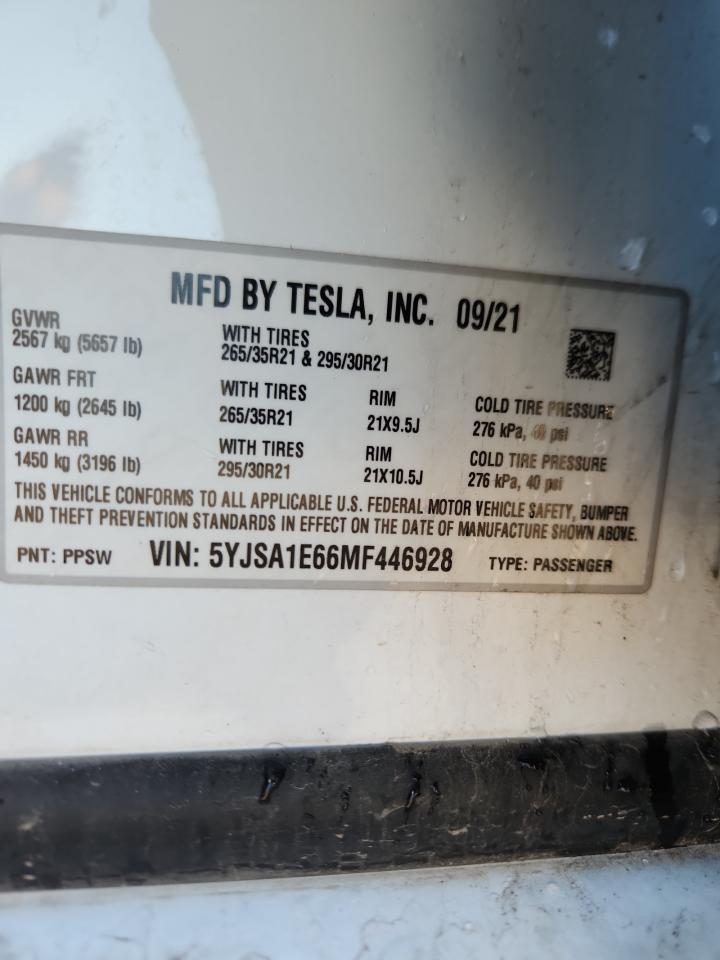 MFD BY TESLA, INC. 09/21
GVWR
2567 kg (5657 lb)
WITH TIRES
265/35R21 & 295/30R21
GAWR FRT
1200 kg (2645 lb)
WITH TIRES
265/35R21
RIM
21X9.5J
COLD TIRE PRESSURE
276 kPa, 40 psi
GAWR RR
1450 kg (3196 lb)
WITH TIRES
295/30R21
RIM
21X10.5J
COLD TIRE PRESSURE
276 kPa, 40 psi
THIS VEHICLE CONFORMS TO ALL APPLICABLE U.S. FEDERAL MOTOR VEHICLE SAFETY, BUMPER
AND THEFT PREVENTION STANDARDS IN EFFECT ON THE DATE OF MANUFACTURE SHOWN ABOVE.
PNT: PPSW VIN: 5YJSA1E66MF446928 TYPE: PASSENGER